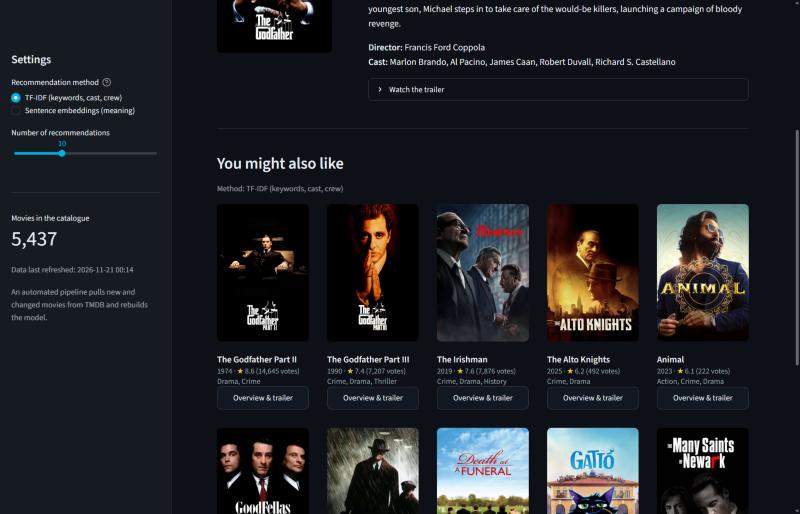 youngest son, Michael steps in to take care of the would-be killers, launching a campaign of bloody
revenge.
The
Godfather
Director: Francis Ford Coppola
Cast: Marlon Brando, Al Pacino, James Caan, Robert Duvall, Richard S. Castellano
Watch the trailer
Settings
Recommendation method ?
TF-IDF (keywords, cast, crew)
Sentence embeddings (meaning)
Number of recommendations
10
Movies in the catalogue
5,437
Data last refreshed: 2026-11-21 00:14
An automated pipeline pulls new and
changed movies from TMDB and rebuilds
the model.
You might also like
Method: TF-IDF (keywords, cast, crew)
The
Godfather
PART II
The
Godfather
PART III
THE IRISHMAN
THE ALTO KNIGHTS
ANIMAL
The Godfather Part II
1974 · ★ 8.6 (14,645 votes)
Drama, Crime
Overview & trailer
The Godfather Part III
1990 · ★ 7.4 (7,207 votes)
Crime, Drama, Thriller
Overview & trailer
The Irishman
2019 · ★ 7.6 (7,876 votes)
Crime, Drama, History
Overview & trailer
The Alto Knights
2025 · ★ 6.2 (492 votes)
Crime, Drama
Overview & trailer
Animal
2023 · ★ 6.1 (222 votes)
Action, Crime, Drama
Overview & trailer
GoodFellas
Death at
A FUNERAL
GATTO
THE Many Saints
OF Newark